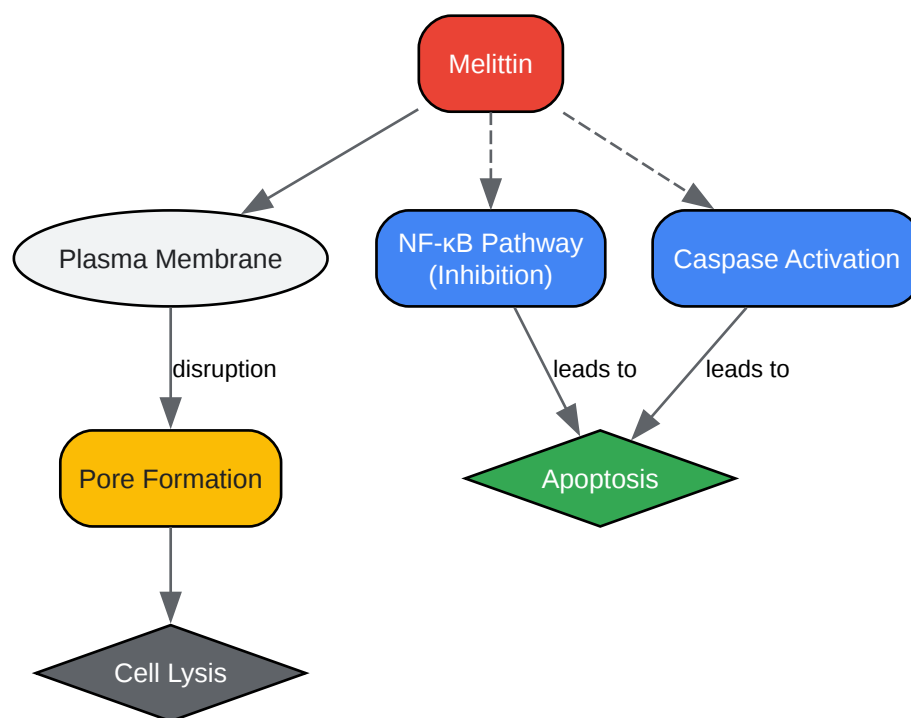 Melittin
Plasma Membrane
NF-κB Pathway
(Inhibition)
Caspase Activation
disruption
leads to
leads to
Pore Formation
Apoptosis
Cell Lysis